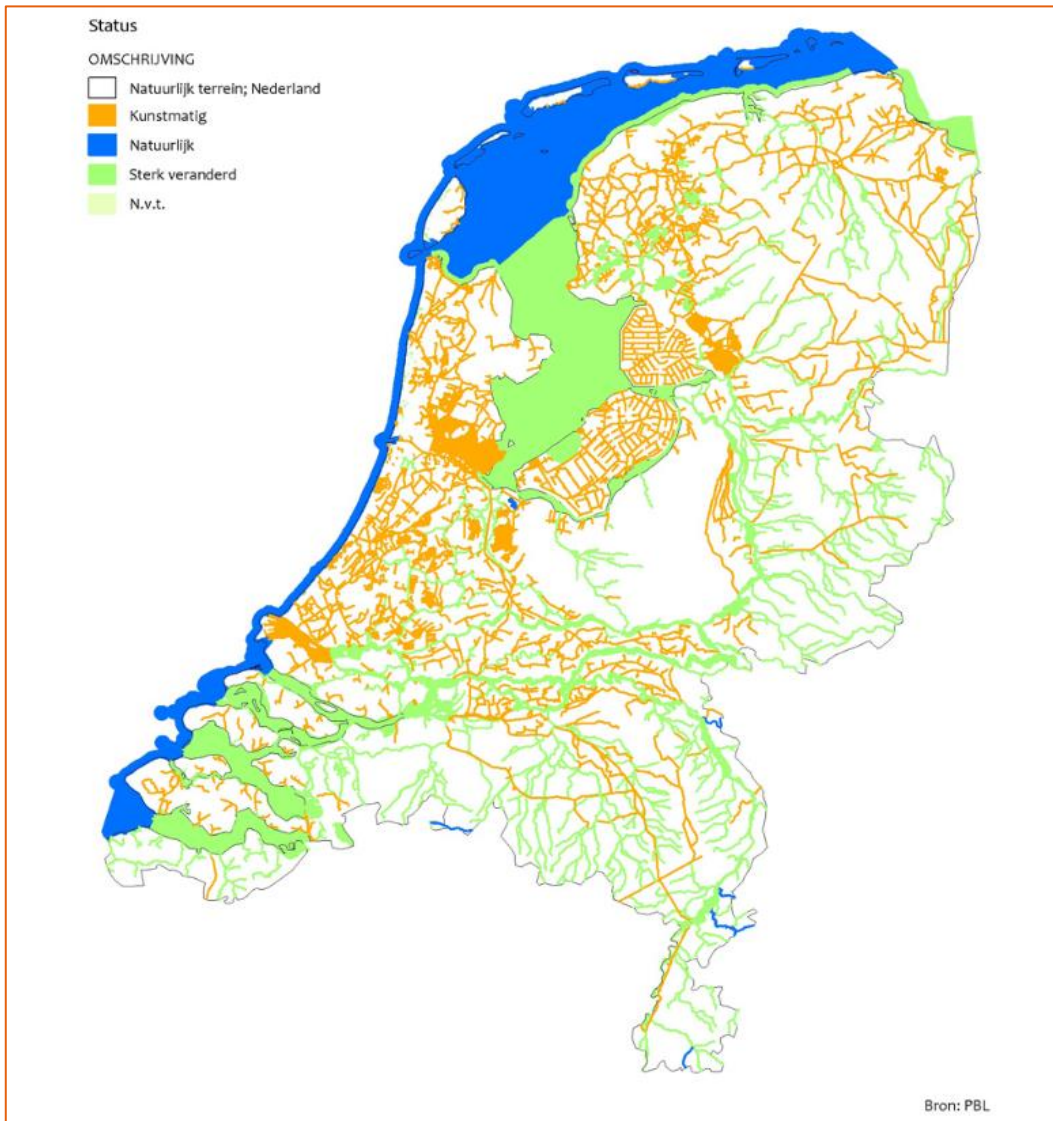 Status
OMSCHRIJVING
Natuurlijk terrein; Nederland
Kunstmatig
Natuurlijk
Sterk veranderd
N.v.t.
Bron: PBL